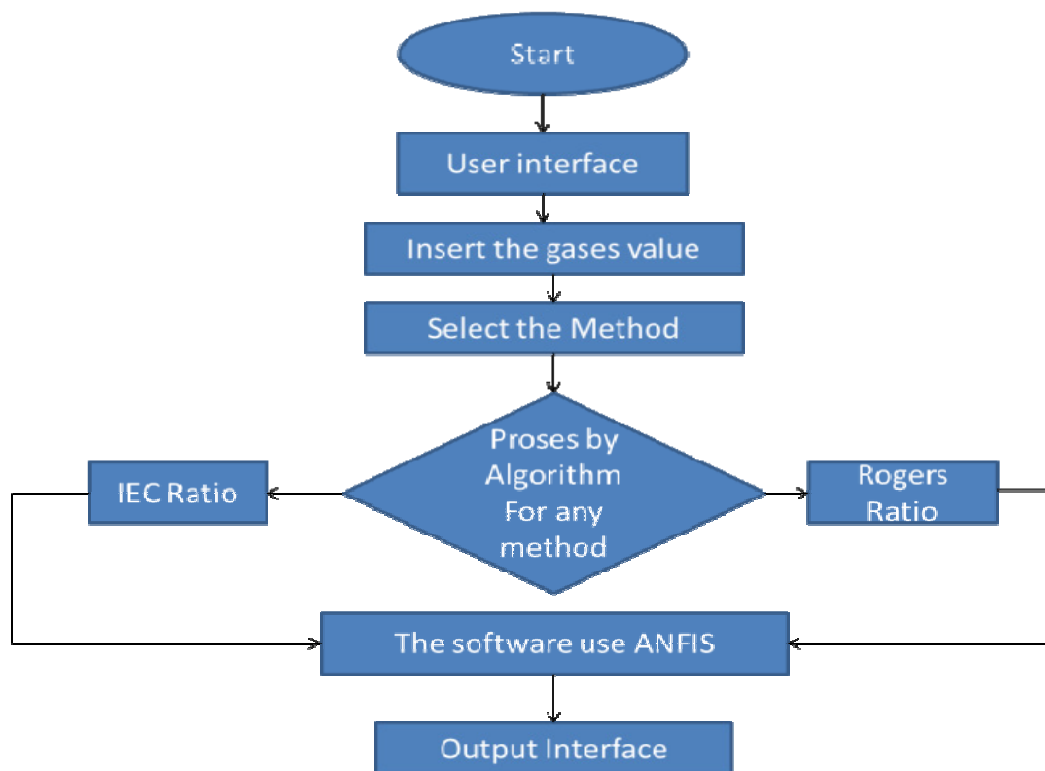 Start
User interface
Insert the gases value
Select the Method
Proses by
Algorithm
For any
method
IEC Ratio
Rogers
Ratio
The software use ANFIS
Output Interface